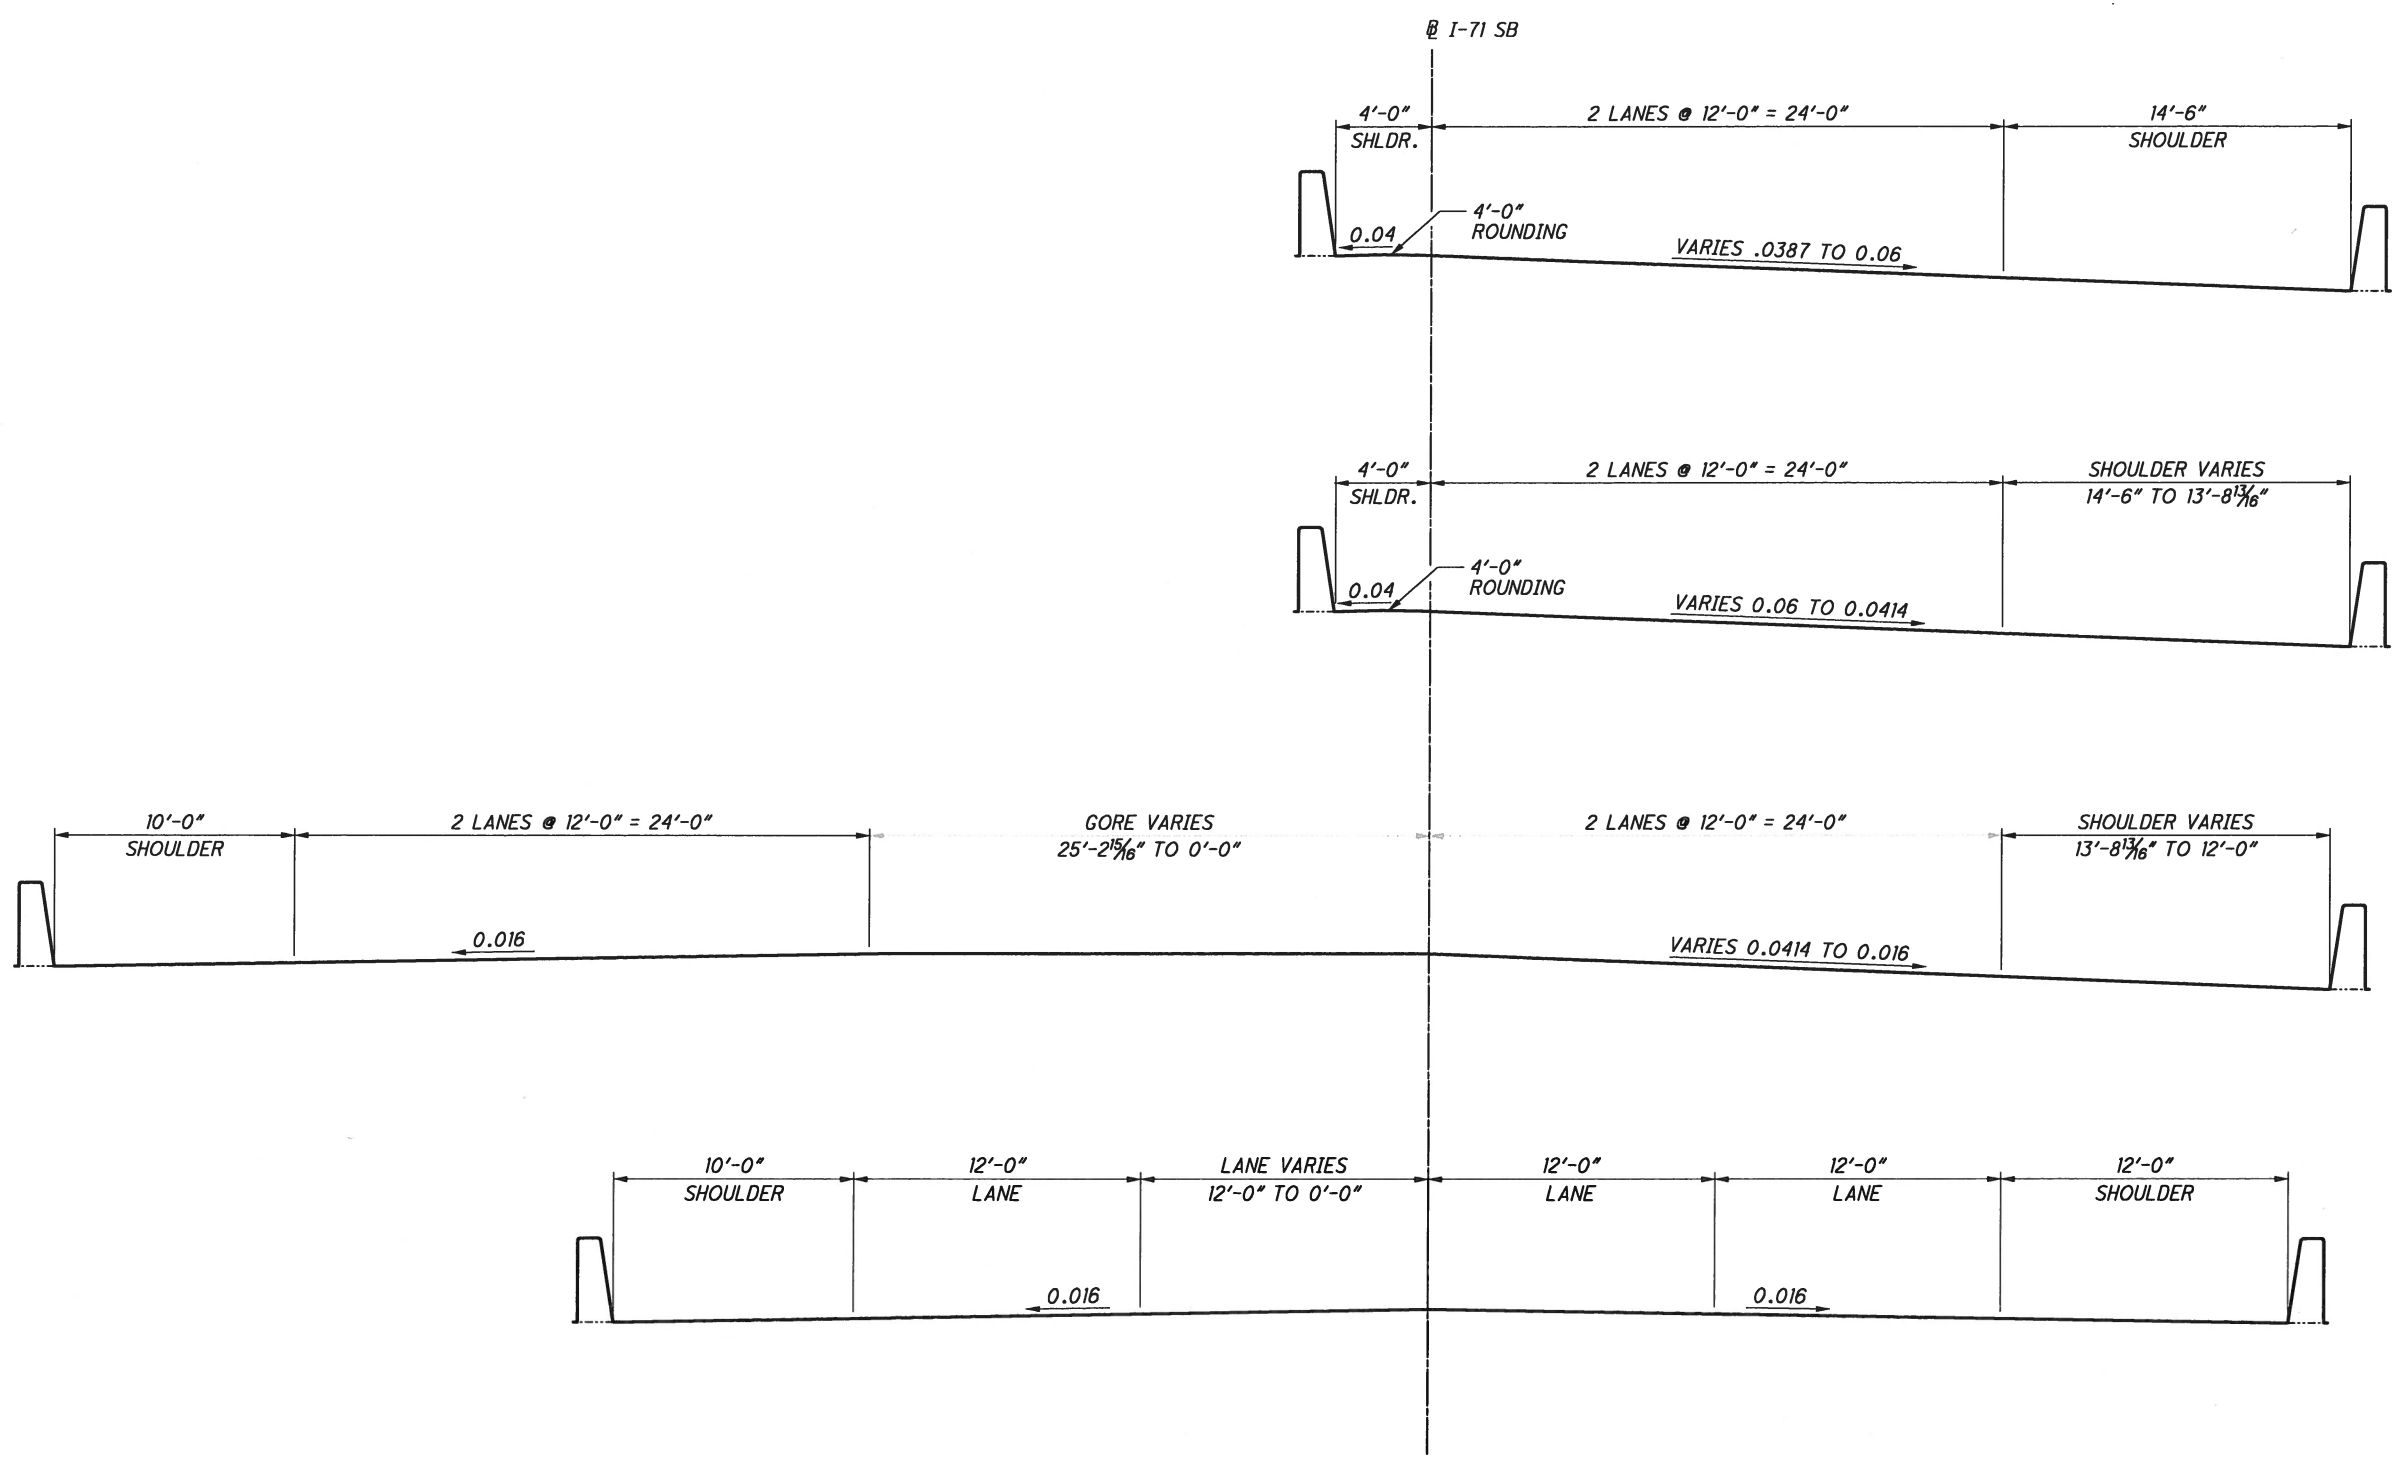 ℄ I-71 SB
4'-0" 2 LANES @ 12'-0" = 24'-0" 14'-6"
SHLDR. SHOULDER
4'-0"
ROUNDING
0.04
VARIES .0387 TO 0.06
4'-0" 2 LANES @ 12'-0" = 24'-0" SHOULDER VARIES
SHLDR. 14'-6" TO 13'-8 13/16"
4'-0"
ROUNDING
0.04
VARIES 0.06 TO 0.0414
10'-0" 2 LANES @ 12'-0" = 24'-0" GORE VARIES 2 LANES @ 12'-0" = 24'-0" SHOULDER VARIES
SHOULDER 25'-2 15/16" TO 0'-0" 13'-8 13/16" TO 12'-0"
0.016 VARIES 0.0414 TO 0.016
10'-0" 12'-0" LANE VARIES 12'-0" 12'-0" 12'-0"
SHOULDER LANE 12'-0" TO 0'-0" LANE LANE SHOULDER
0.016 0.016